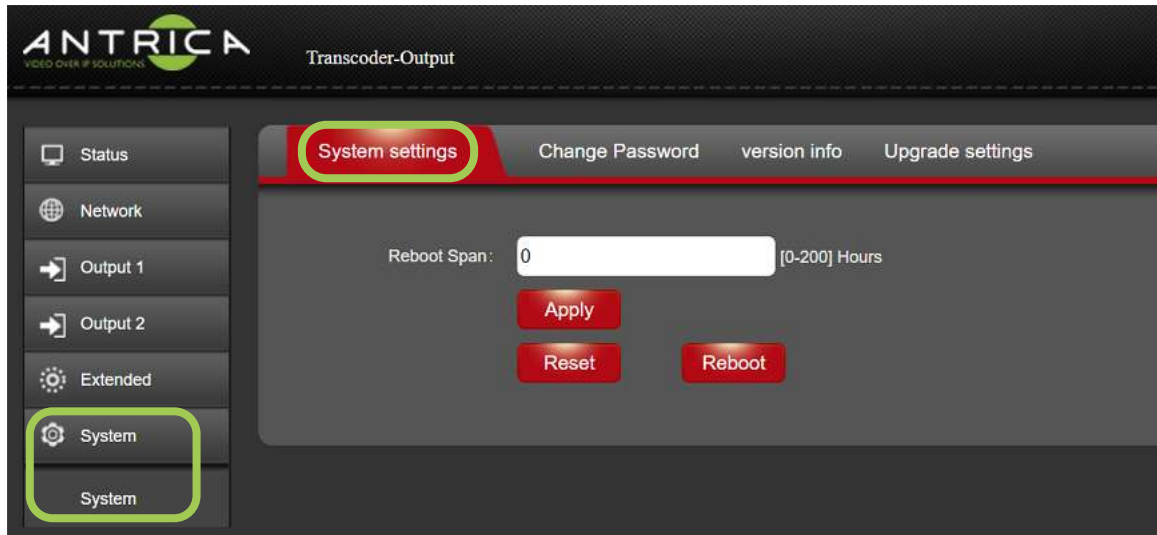 ANTRICA
VIDEO OVER IP SOLUTIONS
Transcoder-Output
Status
Network
Output 1
Output 2
Extended
System
System
System settings
Change Password
version info
Upgrade settings
Reboot Span: 0 [0-200] Hours
Apply
Reset
Reboot